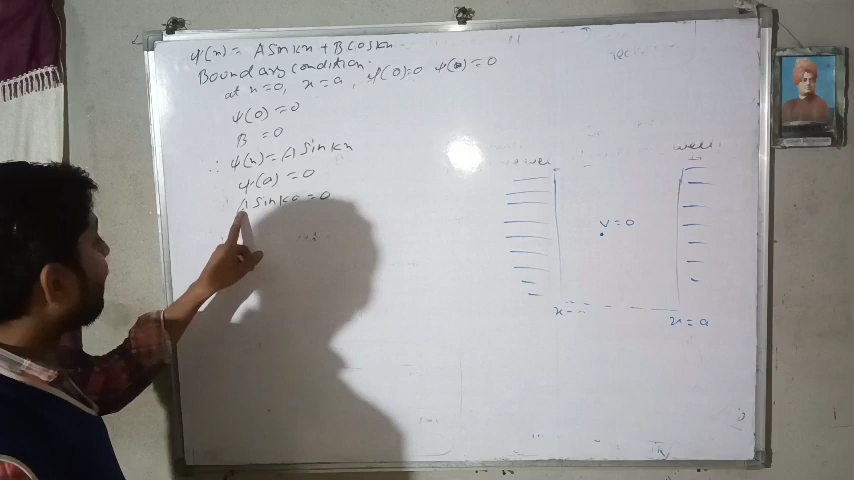 ψ(x) = A sin kx + B cos kx
Boundary condition.
at x=0, x=a, ψ(0)=0 ψ(a)=0
ψ(0) = 0
B = 0
∴ ψ(x) = A sin kx
ψ(a) = 0
A sin ka = 0
well
V = 0
x =
x = a